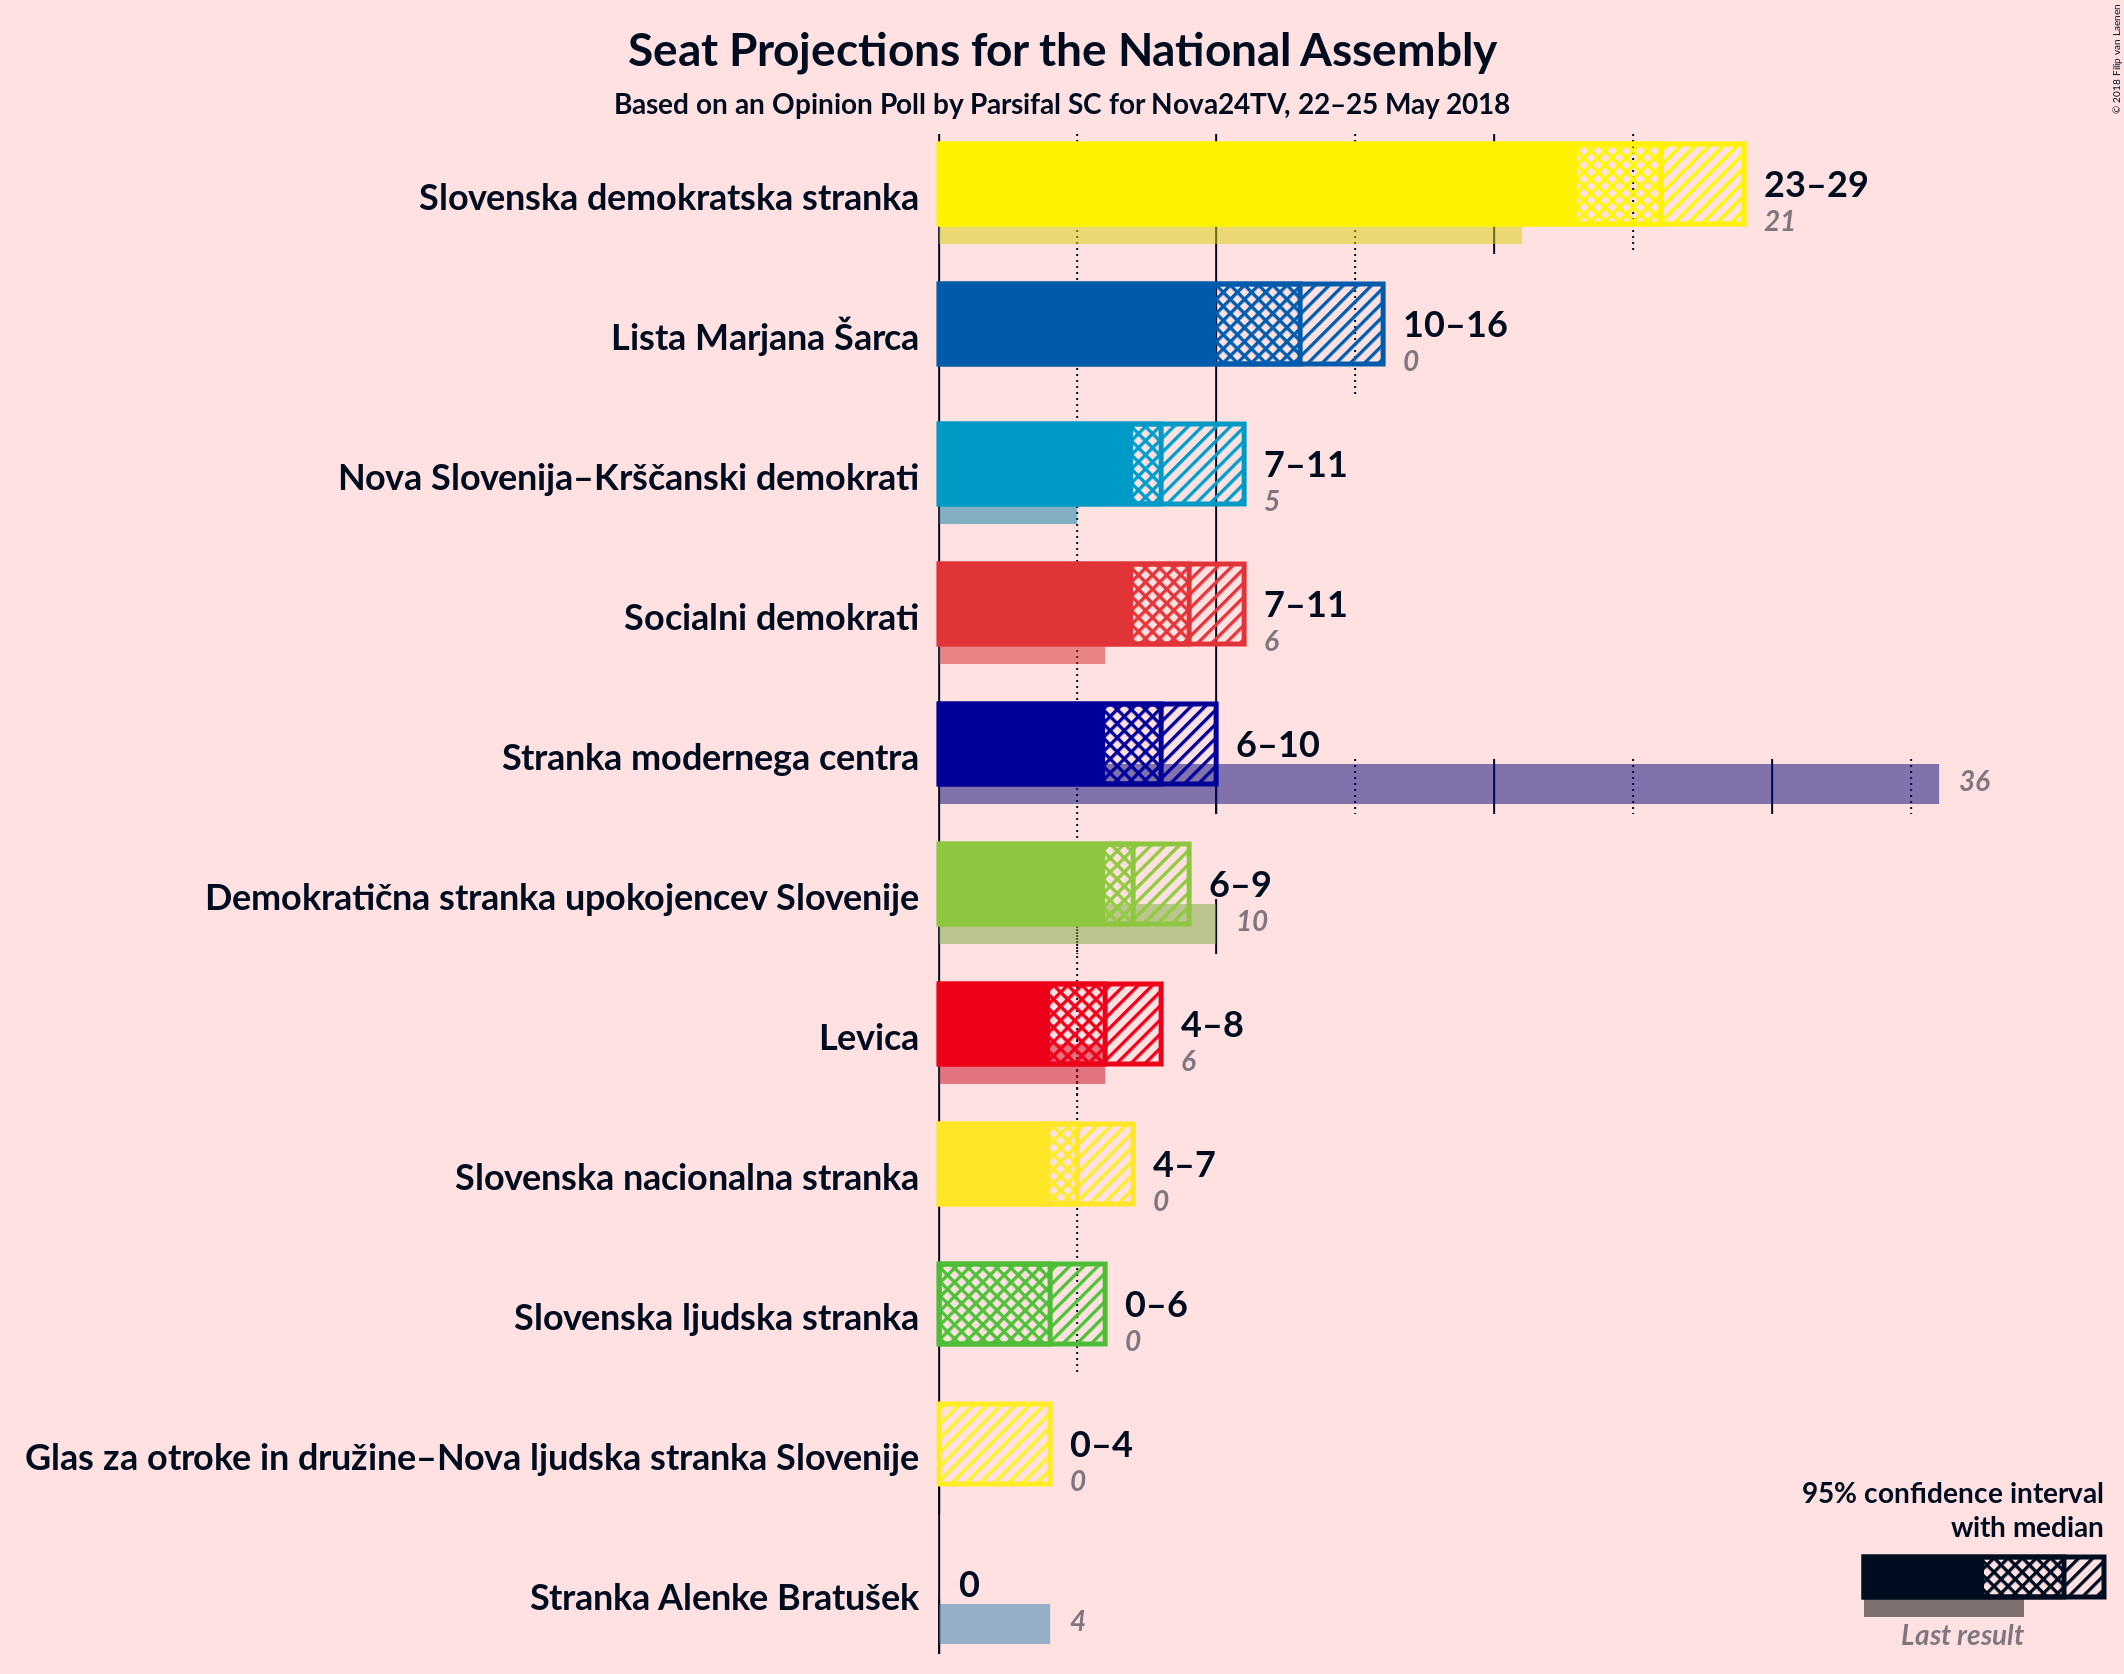 Seat Projections for the National Assembly
Based on an Opinion Poll by Parsifal SC for Nova24TV, 22–25 May 2018
© 2018 Filip van Laenen
Slovenska demokratska stranka
23–29
21
Lista Marjana Šarca
10–16
0
Nova Slovenija–Krščanski demokrati
7–11
5
Socialni demokrati
7–11
6
Stranka modernega centra
6–10
36
Demokratična stranka upokojencev Slovenije
6–9
10
Levica
4–8
6
Slovenska nacionalna stranka
4–7
0
Slovenska ljudska stranka
0–6
0
Glas za otroke in družine–Nova ljudska stranka Slovenije
0–4
0
Stranka Alenke Bratušek
0
4
95% confidence interval
with median
Last result